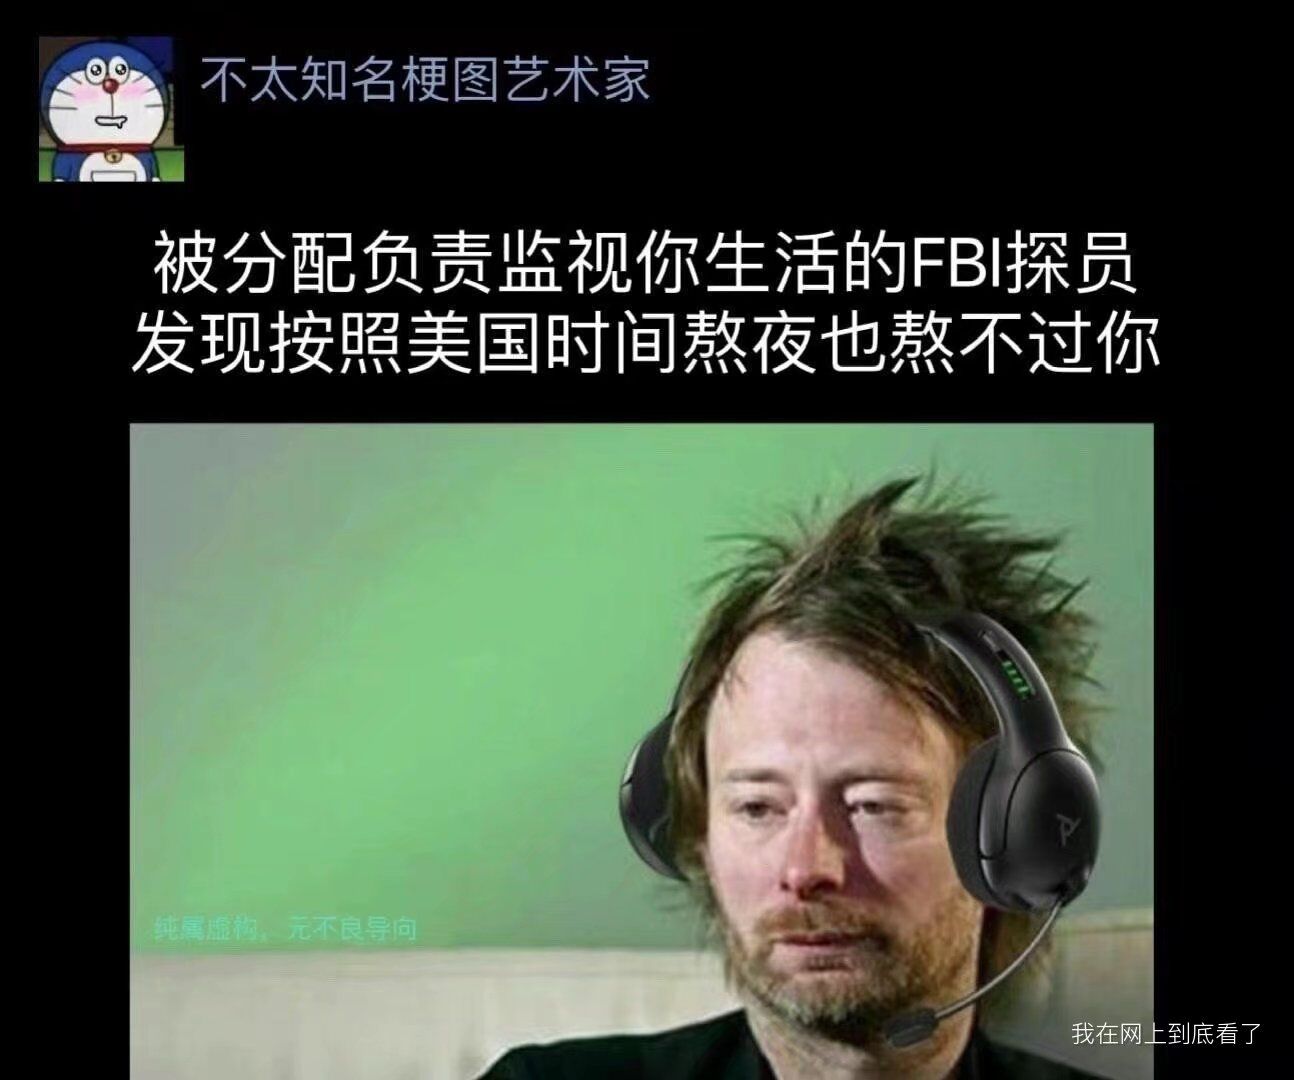 不太知名梗图艺术家
被分配负责监视你生活的FBI探员
发现按照美国时间熬夜也熬不过你
纯属虚构，无不良导向
我在网上到底看了